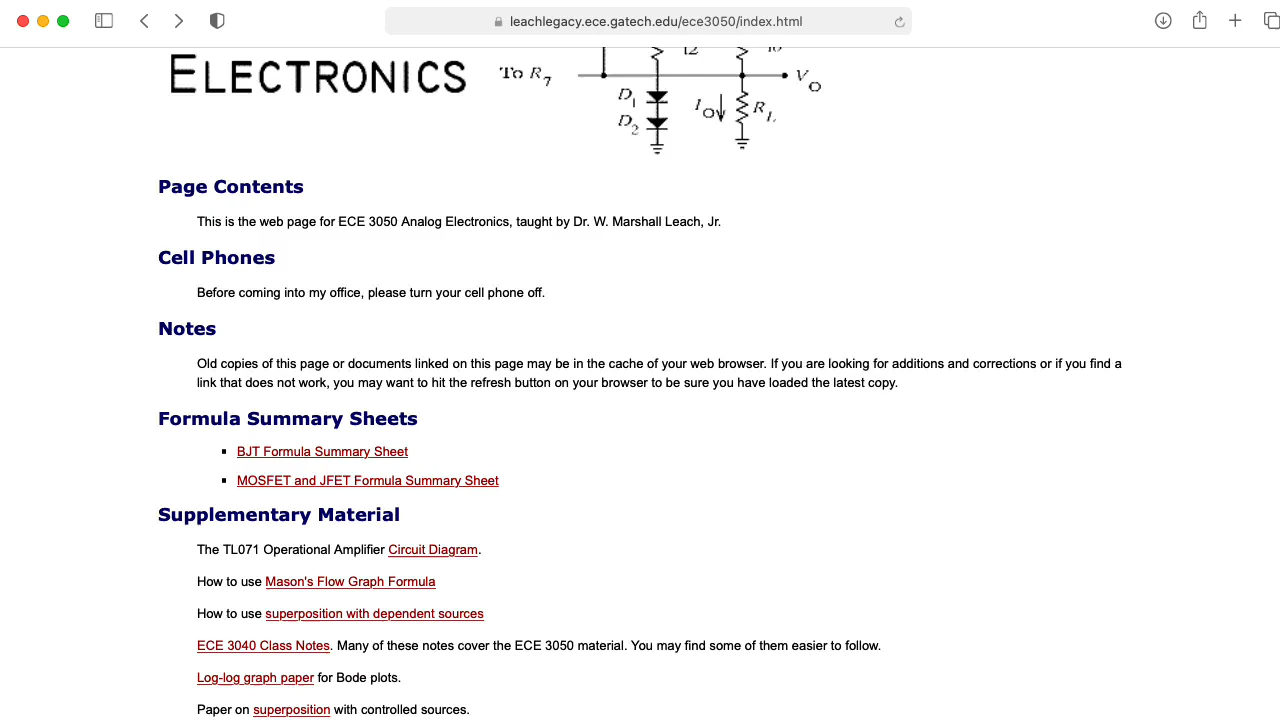 leachlegacy.ece.gatech.edu/ece3050/index.html
ELECTRONICS
To R7
12
10
VO
D1
IO
RL
D2
Page Contents
This is the web page for ECE 3050 Analog Electronics, taught by Dr. W. Marshall Leach, Jr.
Cell Phones
Before coming into my office, please turn your cell phone off.
Notes
Old copies of this page or documents linked on this page may be in the cache of your web browser. If you are looking for additions and corrections or if you find a
link that does not work, you may want to hit the refresh button on your browser to be sure you have loaded the latest copy.
Formula Summary Sheets
BJT Formula Summary Sheet
MOSFET and JFET Formula Summary Sheet
Supplementary Material
The TL071 Operational Amplifier Circuit Diagram.
How to use Mason's Flow Graph Formula
How to use superposition with dependent sources
ECE 3040 Class Notes. Many of these notes cover the ECE 3050 material. You may find some of them easier to follow.
Log-log graph paper for Bode plots.
Paper on superposition with controlled sources.